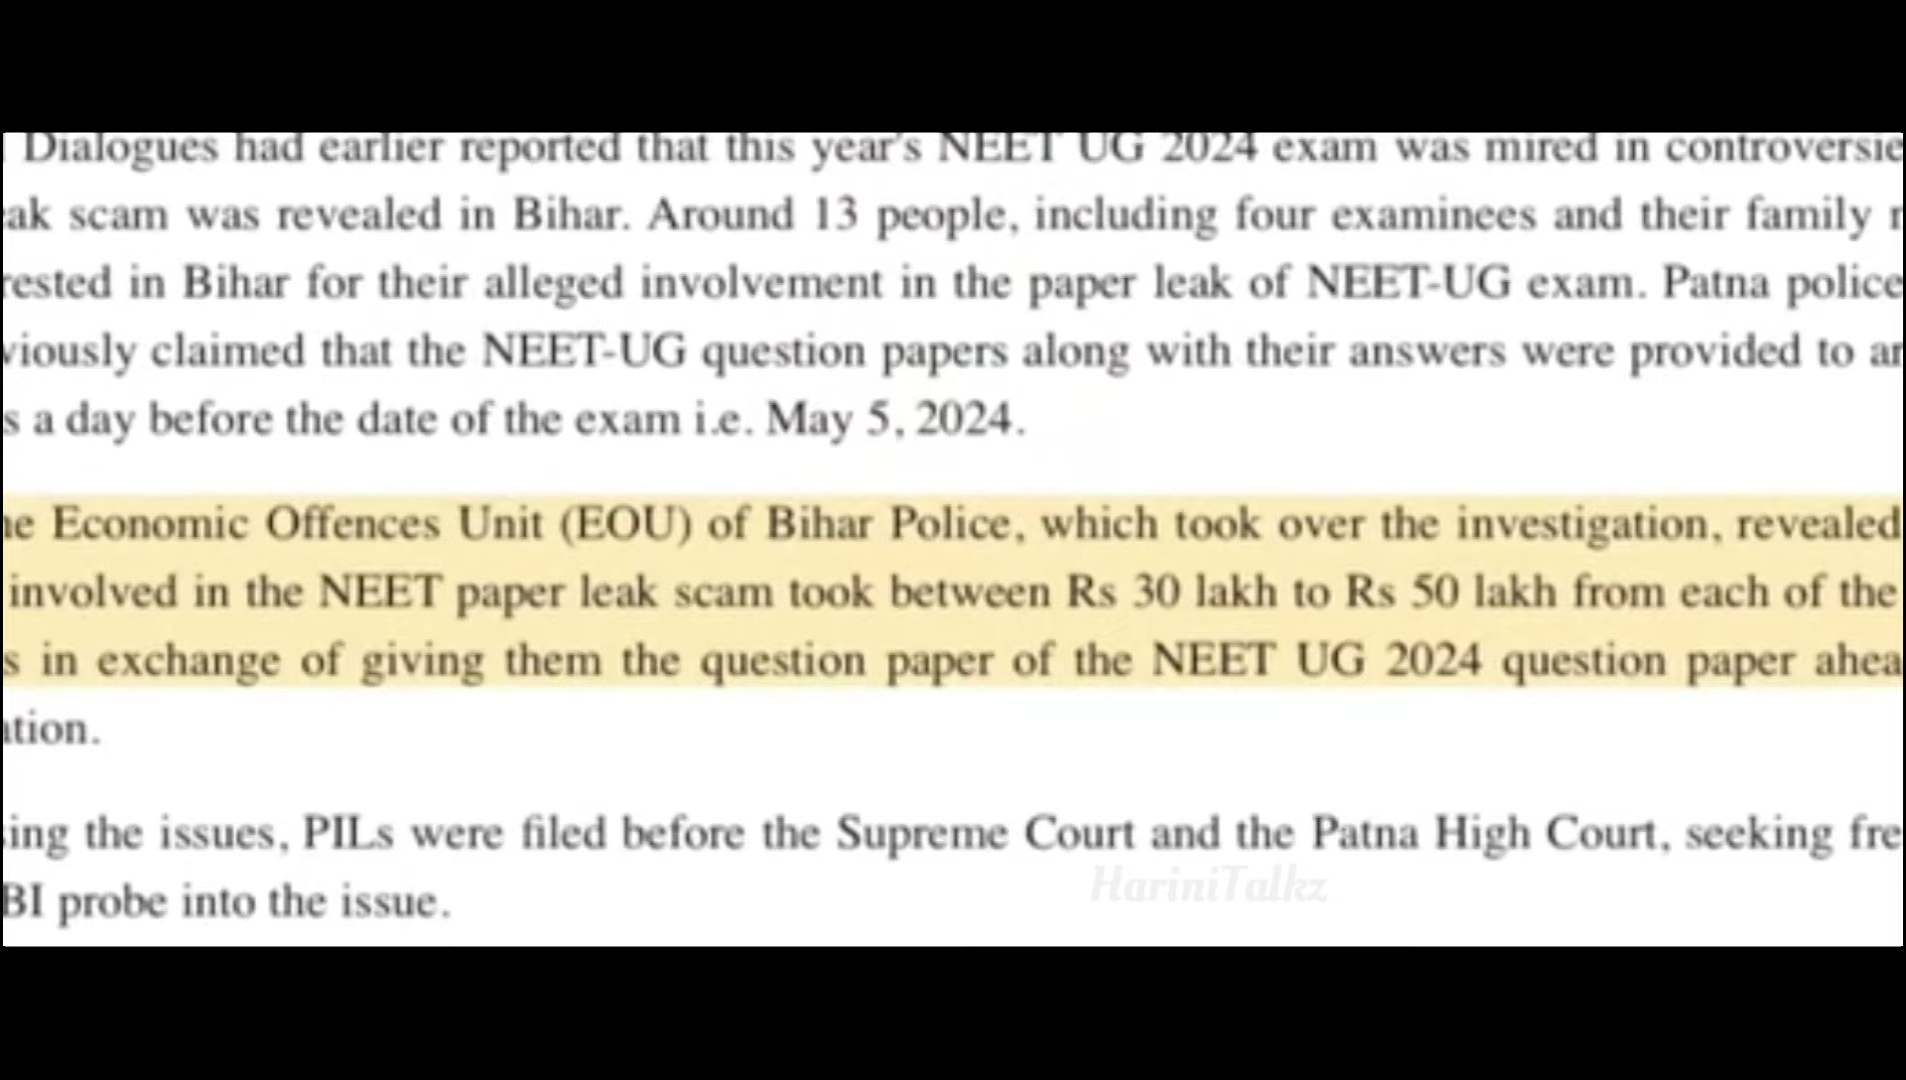 Dialogues had earlier reported that this year's NEET UG 2024 exam was mired in controversie
ak scam was revealed in Bihar. Around 13 people, including four examinees and their family
rested in Bihar for their alleged involvement in the paper leak of NEET-UG exam. Patna police
viously claimed that the NEET-UG question papers along with their answers were provided to ar
s a day before the date of the exam i.e. May 5, 2024.
he Economic Offences Unit (EOU) of Bihar Police, which took over the investigation, revealed
involved in the NEET paper leak scam took between Rs 30 lakh to Rs 50 lakh from each of the
s in exchange of giving them the question paper of the NEET UG 2024 question paper ahea
ation.
sing the issues, PILs were filed before the Supreme Court and the Patna High Court, seeking fre
BI probe into the issue.
HariniTalkz